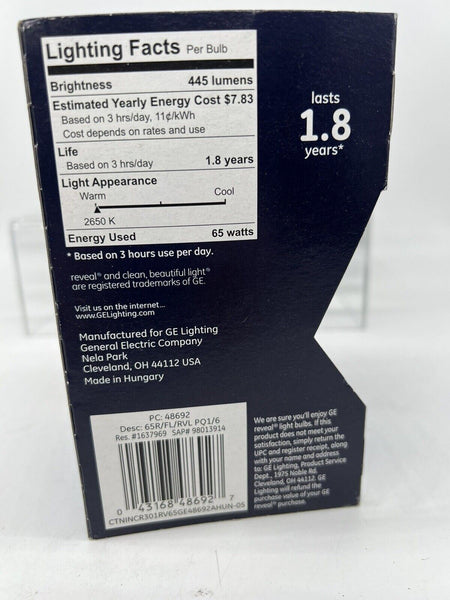 Lighting Facts Per Bulb
Brightness 445 lumens
Estimated Yearly Energy Cost $7.83
Based on 3 hrs/day, 11¢/kWh
Cost depends on rates and use
Life
Based on 3 hrs/day 1.8 years
Light Appearance
Warm Cool
2650 K
Energy Used 65 watts
* Based on 3 hours use per day.
lasts
1.8
years*
reveal® and clean, beautiful light®
are registered trademarks of GE.
Visit us on the internet...
www.GELighting.com
Manufactured for GE Lighting
General Electric Company
Nela Park
Cleveland, OH 44112 USA
Made in Hungary
PC: 48692
Desc: 65R/FL/RVL PQ1/6
Res. #1637969 SAP# 98013914
0 43168 48692 7
CTNINCR301RV65GE48692AHUN-05
We are sure you'll enjoy GE
reveal® light bulbs. If this
product does not meet your
satisfaction, simply return the
UPC and register receipt, along
with your name and address
to: GE Lighting, Product Service
Dept., 1975 Noble Rd.
Cleveland, OH 44112. GE
Lighting will refund the
purchase value of your GE
reveal® purchase.